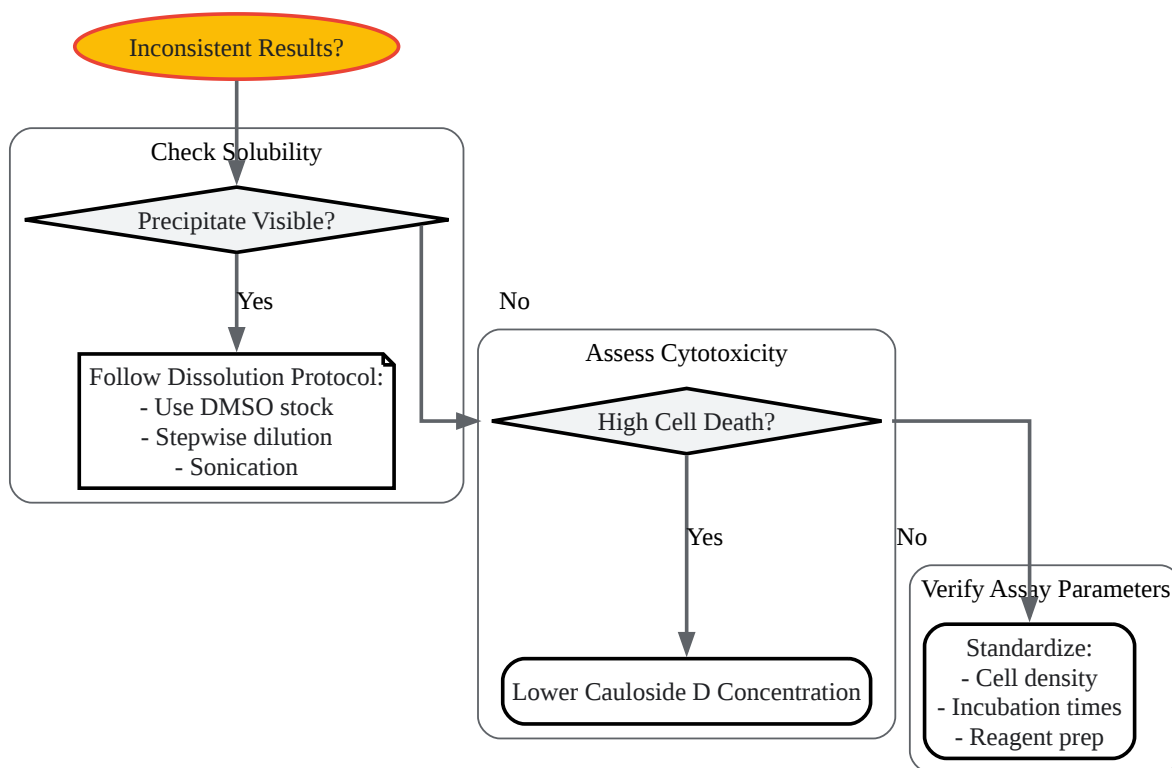 Inconsistent Results?
Check Solubility
Precipitate Visible?
Yes
No
Follow Dissolution Protocol:
- Use DMSO stock
- Stepwise dilution
- Sonication
Assess Cytotoxicity
High Cell Death?
Yes
No
Lower Cauloside D Concentration
Verify Assay Parameters
Standardize:
- Cell density
- Incubation times
- Reagent prep